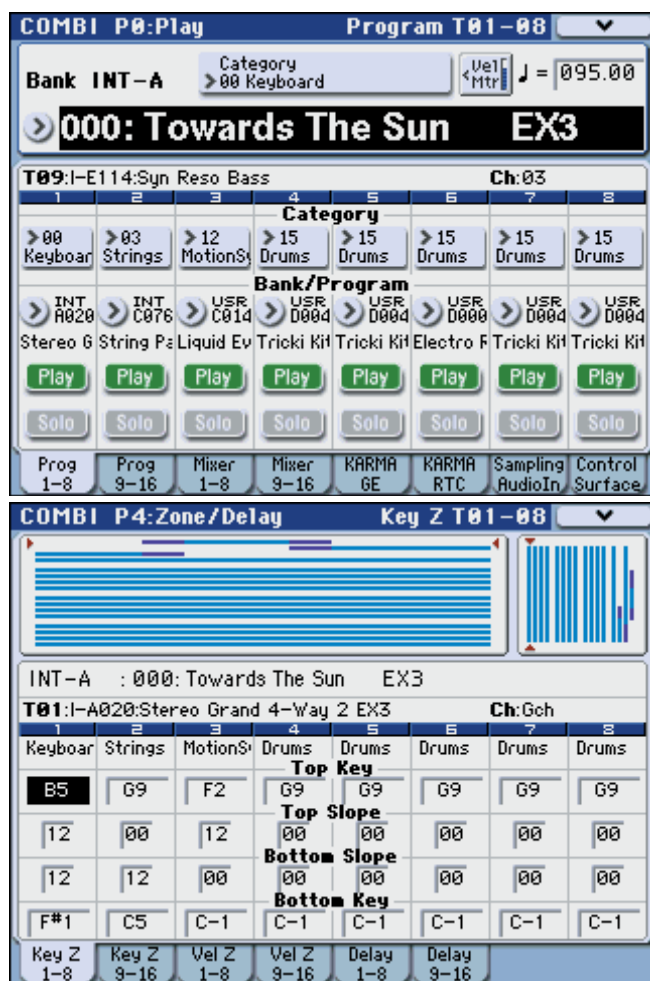 COMBI P0:Play Program T01-08
Bank INT-A
Category
00 Keyboard
Vel
Mtr
♩ = 095.00
000: Towards The Sun EX3
T09:I-E114:Syn Reso Bass Ch:03
1 2 3 4 5 6 7 8
Category
00 03 12 15 15 15 15 15
Keyboar Strings MotionSy Drums Drums Drums Drums Drums
Bank/Program
INT INT USR USR USR USR USR USR
A020 C076 C014 D004 D004 D000 D004 D004
Stereo G String Pa Liquid Ev Tricki Kit Tricki Kit Electro R Tricki Kit Tricki Kit
Play Play Play Play Play Play Play Play
Solo Solo Solo Solo Solo Solo Solo Solo
Prog Prog Mixer Mixer KARMA KARMA Sampling Control
1-8 9-16 1-8 9-16 GE RTC AudioIn Surface
COMBI P4:Zone/Delay Key Z T01-08
INT-A : 000: Towards The Sun EX3
T01:I-A020:Stereo Grand 4-Way 2 EX3 Ch:Gch
1 2 3 4 5 6 7 8
Keyboar Strings MotionSy Drums Drums Drums Drums Drums
Top Key
B5 G9 F2 G9 G9 G9 G9 G9
Top Slope
12 00 12 00 00 00 00 00
Bottom Slope
12 12 00 00 00 00 00 00
Bottom Key
F#1 C5 C-1 C-1 C-1 C-1 C-1 C-1
Key Z Key Z Vel Z Vel Z Delay Delay
1-8 9-16 1-8 9-16 1-8 9-16